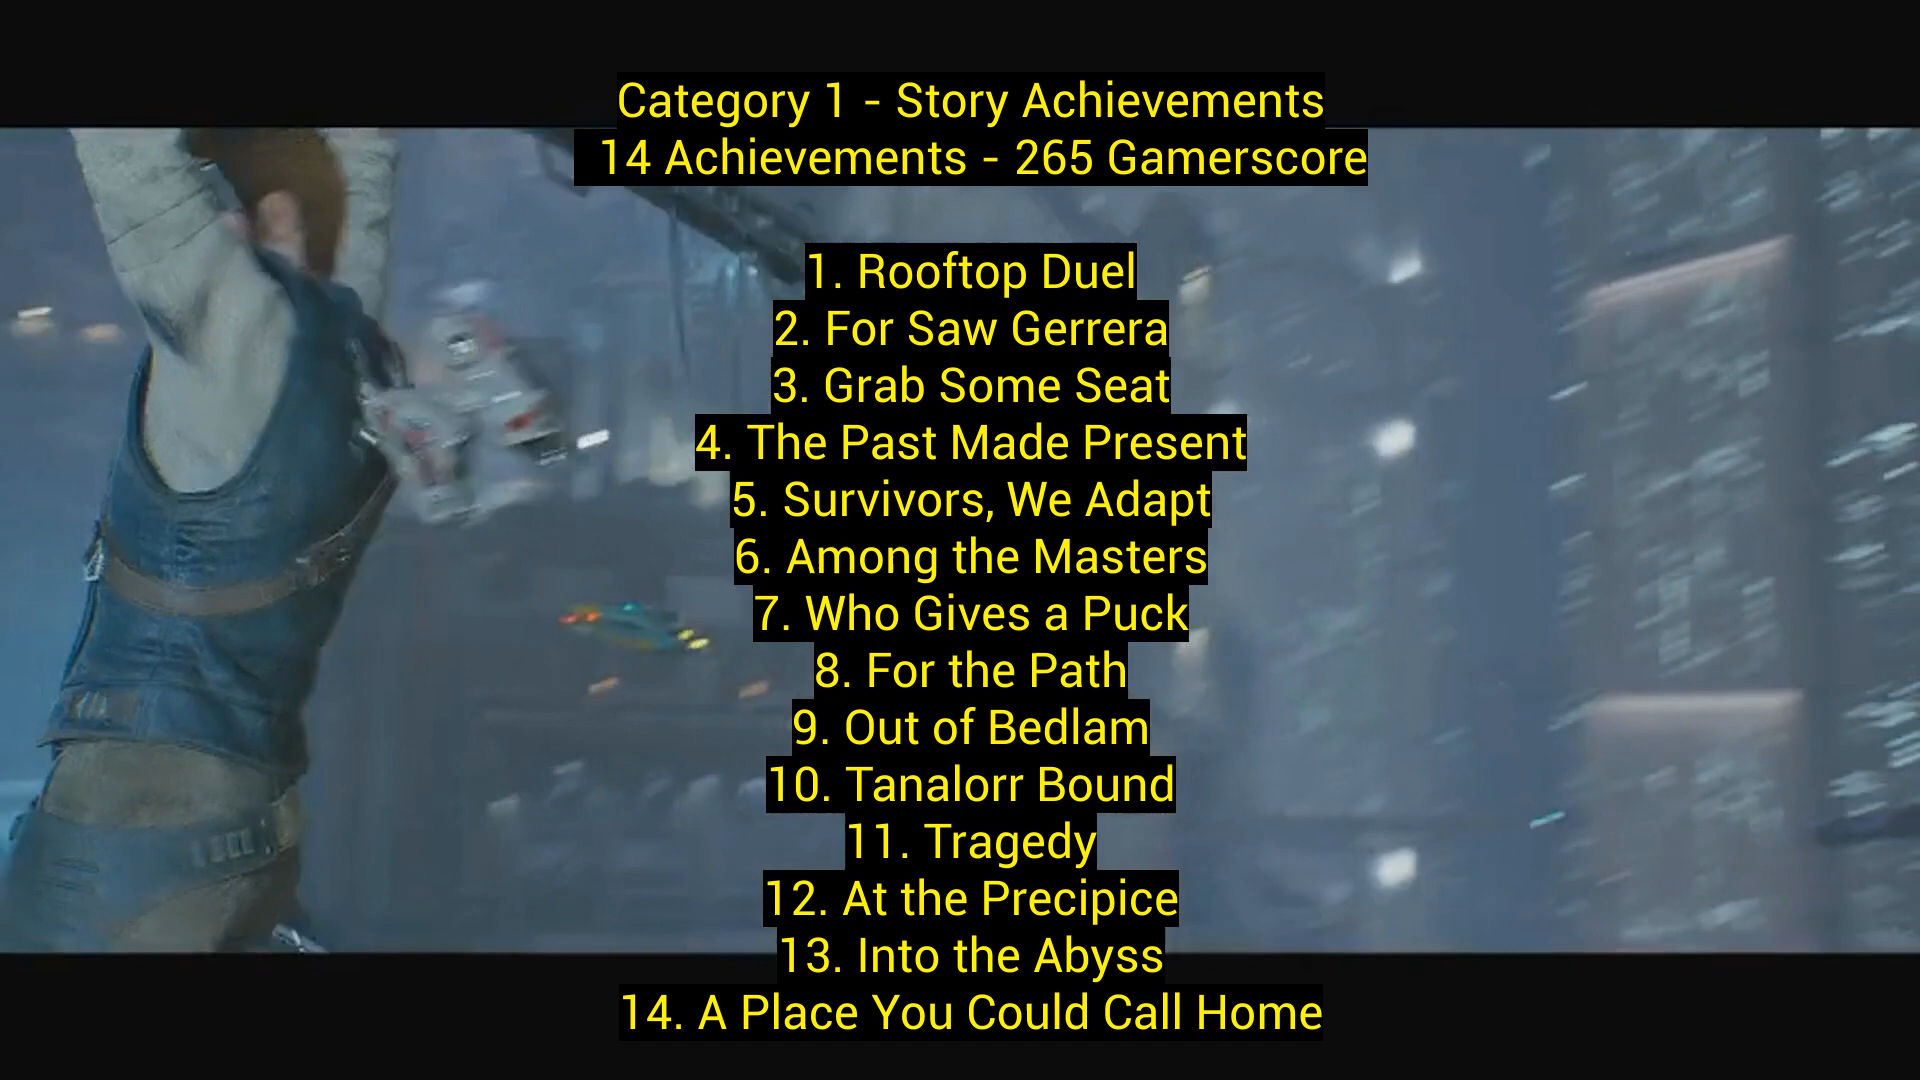 Category 1 - Story Achievements
14 Achievements - 265 Gamerscore
1. Rooftop Duel
2. For Saw Gerrera
3. Grab Some Seat
4. The Past Made Present
5. Survivors, We Adapt
6. Among the Masters
7. Who Gives a Puck
8. For the Path
9. Out of Bedlam
10. Tanalorr Bound
11. Tragedy
12. At the Precipice
13. Into the Abyss
14. A Place You Could Call Home